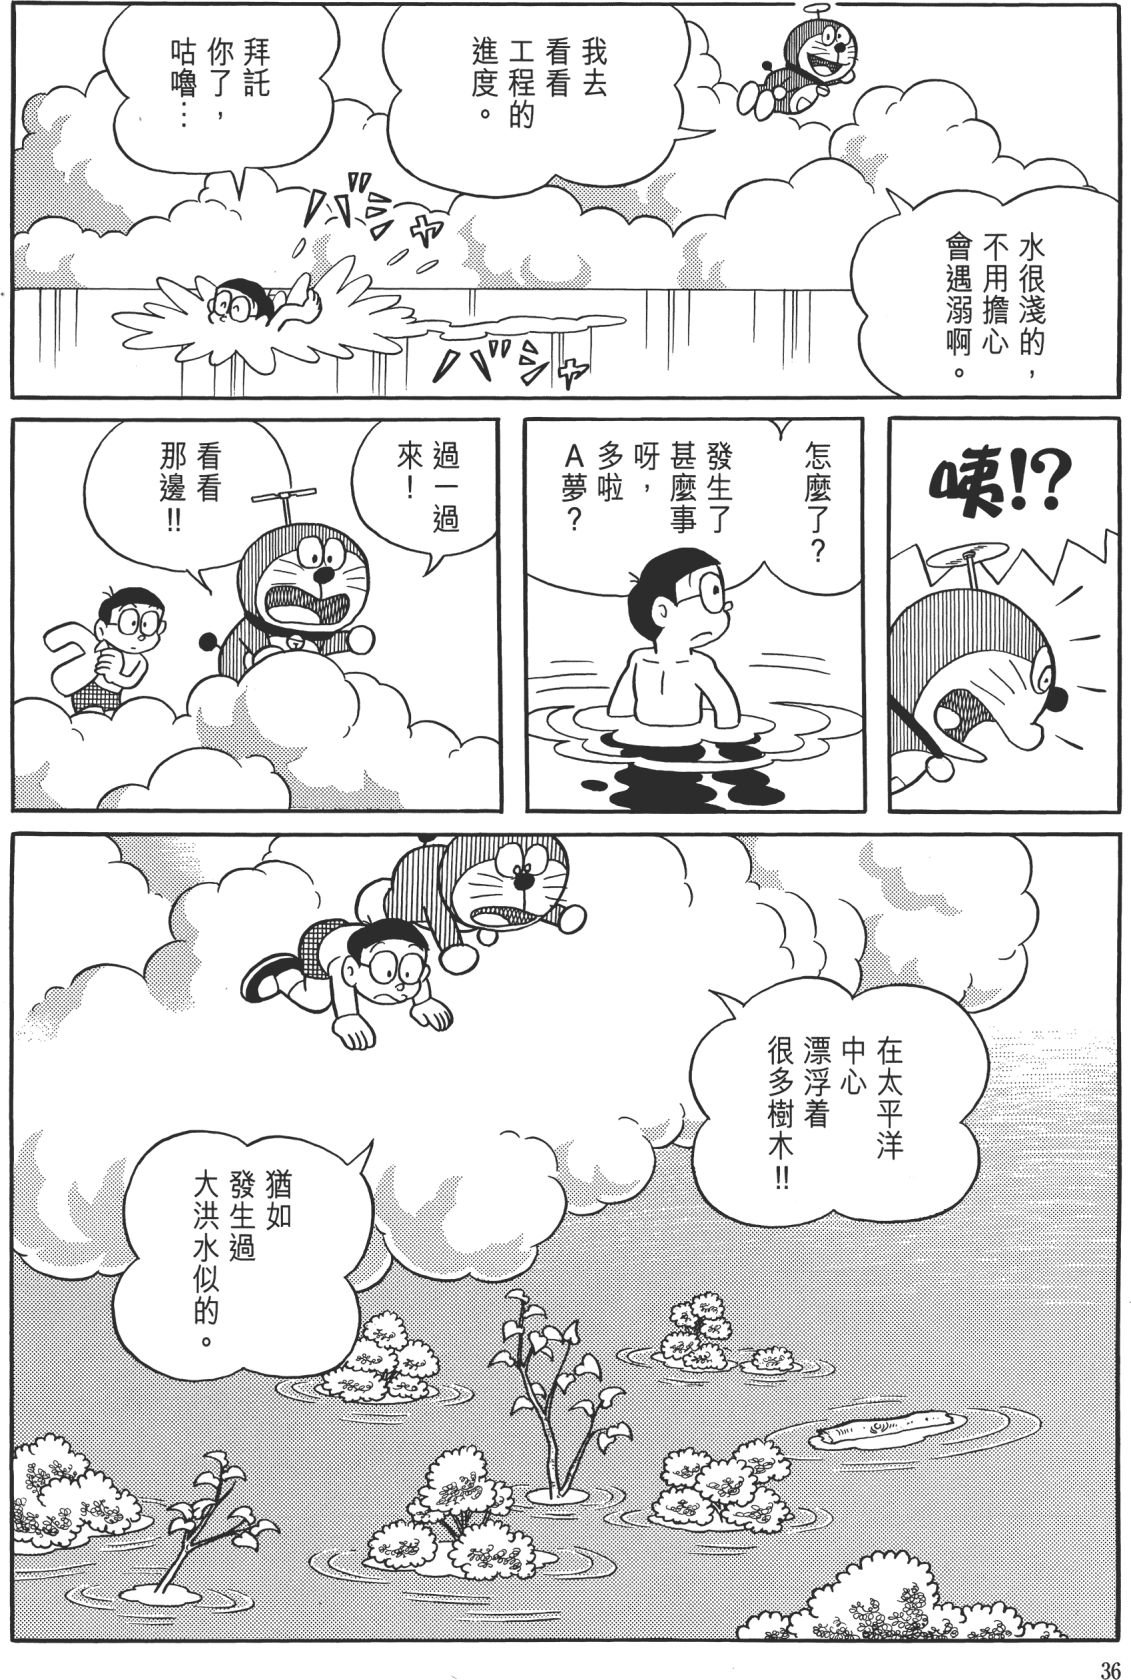 水很淺的，
不用擔心
會遇溺啊。
我去
看看
工程的
進度。
拜託
你了，
咕嚕…
バシャ
バシャ
咦!?
怎麼了？
發生了
甚麼事
呀，
多啦
A夢？
過一過
來！
看看
那邊!!
在太平洋
中心
漂浮着
很多樹木!!
猶如
發生過
大洪水似的。
36